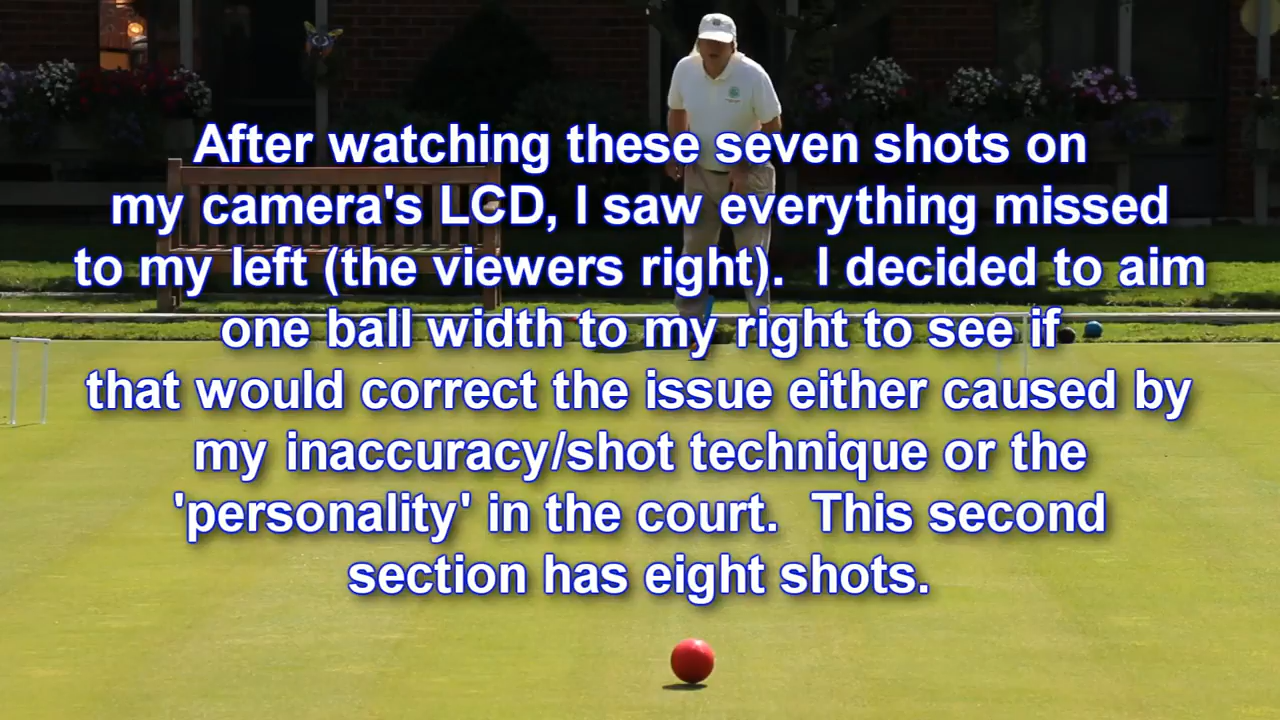 After watching these seven shots on
my camera's LCD, I saw everything missed
to my left (the viewers right).  I decided to aim
one ball width to my right to see if
that would correct the issue either caused by
my inaccuracy/shot technique or the
'personality' in the court.  This second
section has eight shots.